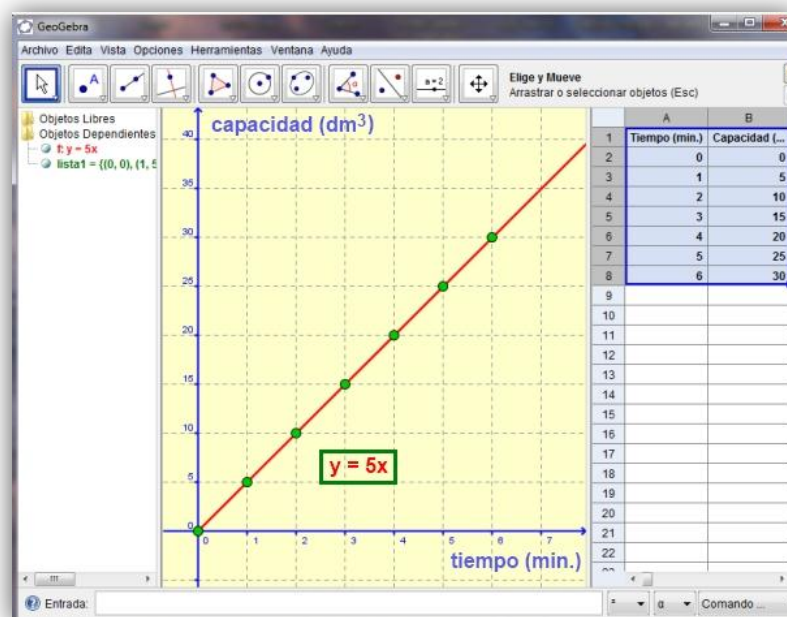 GeoGebra
Archivo Edita Vista Opciones Herramientas Ventana Ayuda
A
α
a=2
Elige y Mueve
Arrastrar o seleccionar objetos (Esc)
Objetos Libres
Objetos Dependientes
f: y = 5x
lista1 = {(0, 0), (1, 5
capacidad (dm³)
40
35
30
25
20
15
10
5
0
0 1 2 3 4 5 6 7
y = 5x
tiempo (min.)
A B
1 Tiempo (min.) Capacidad (...
2 0 0
3 1 5
4 2 10
5 3 15
6 4 20
7 5 25
8 6 30
9
10
11
12
13
14
15
16
17
18
19
20
21
22
Entrada:
α
Comando ...